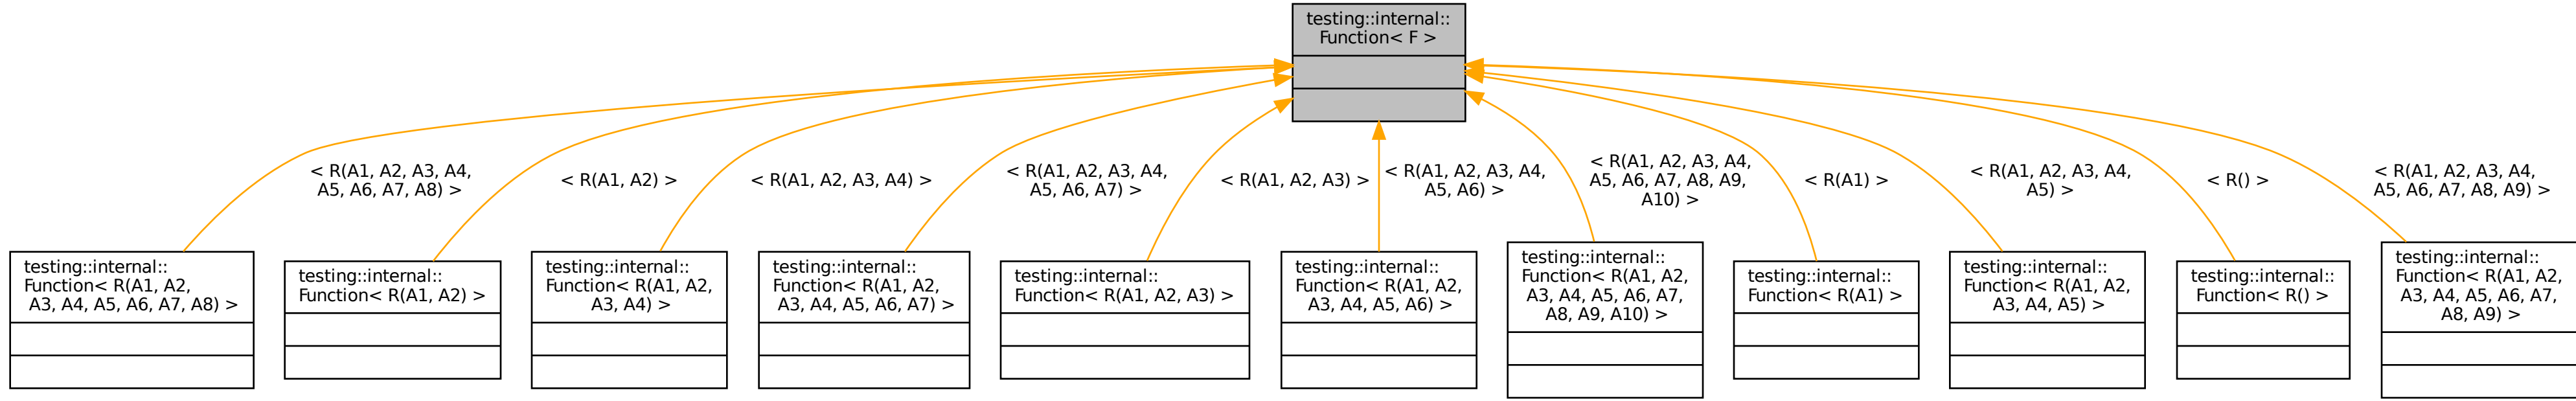 testing::internal::
Function< F >
< R(A1, A2, A3, A4,
A5, A6, A7, A8) >
< R(A1, A2) >
< R(A1, A2, A3, A4) >
< R(A1, A2, A3, A4,
A5, A6, A7) >
< R(A1, A2, A3) >
< R(A1, A2, A3, A4,
A5, A6) >
< R(A1, A2, A3, A4,
A5, A6, A7, A8, A9,
A10) >
< R(A1) >
< R(A1, A2, A3, A4,
A5) >
< R() >
< R(A1, A2, A3, A4,
A5, A6, A7, A8, A9) >
testing::internal::
Function< R(A1, A2,
A3, A4, A5, A6, A7, A8) >
testing::internal::
Function< R(A1, A2) >
testing::internal::
Function< R(A1, A2,
A3, A4) >
testing::internal::
Function< R(A1, A2,
A3, A4, A5, A6, A7) >
testing::internal::
Function< R(A1, A2, A3) >
testing::internal::
Function< R(A1, A2,
A3, A4, A5, A6) >
testing::internal::
Function< R(A1, A2,
A3, A4, A5, A6, A7,
A8, A9, A10) >
testing::internal::
Function< R(A1) >
testing::internal::
Function< R(A1, A2,
A3, A4, A5) >
testing::internal::
Function< R() >
testing::internal::
Function< R(A1, A2,
A3, A4, A5, A6, A7,
A8, A9) >